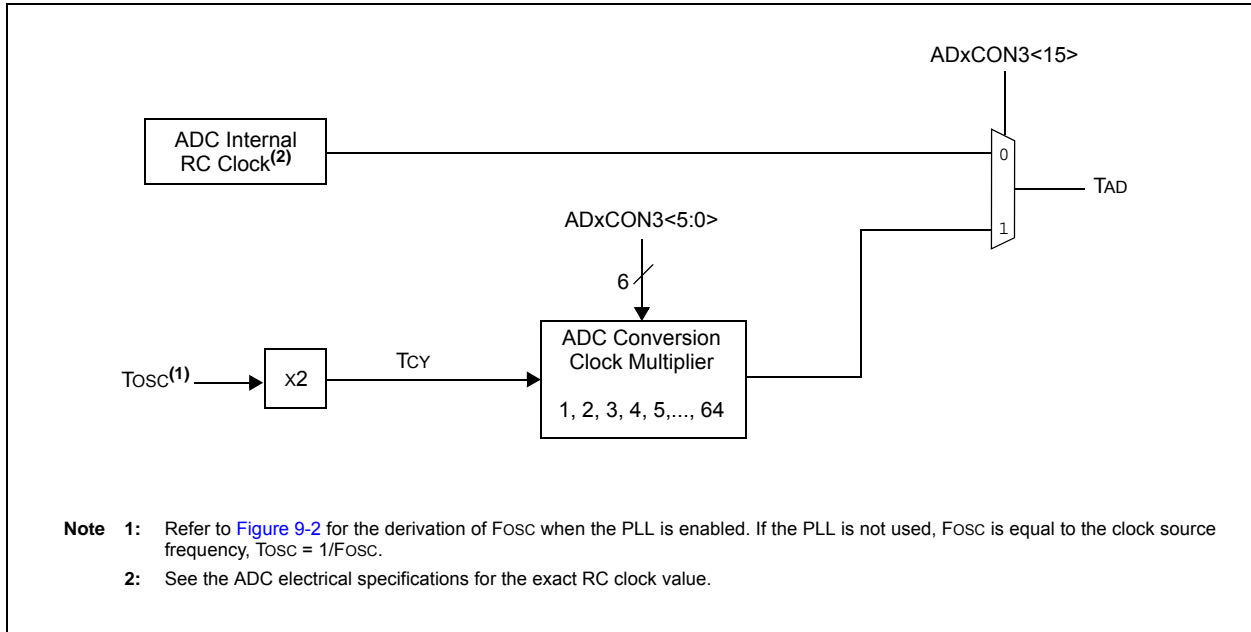 ADxCON3<15>
ADC Internal
RC Clock(2)
0
TAD
ADxCON3<5:0>
1
6
ADC Conversion
Clock Multiplier
1, 2, 3, 4, 5,..., 64
TOSC(1)
x2
TCY
Note 1: Refer to Figure 9-2 for the derivation of FOSC when the PLL is enabled. If the PLL is not used, FOSC is equal to the clock source
frequency, TOSC = 1/FOSC.
2: See the ADC electrical specifications for the exact RC clock value.